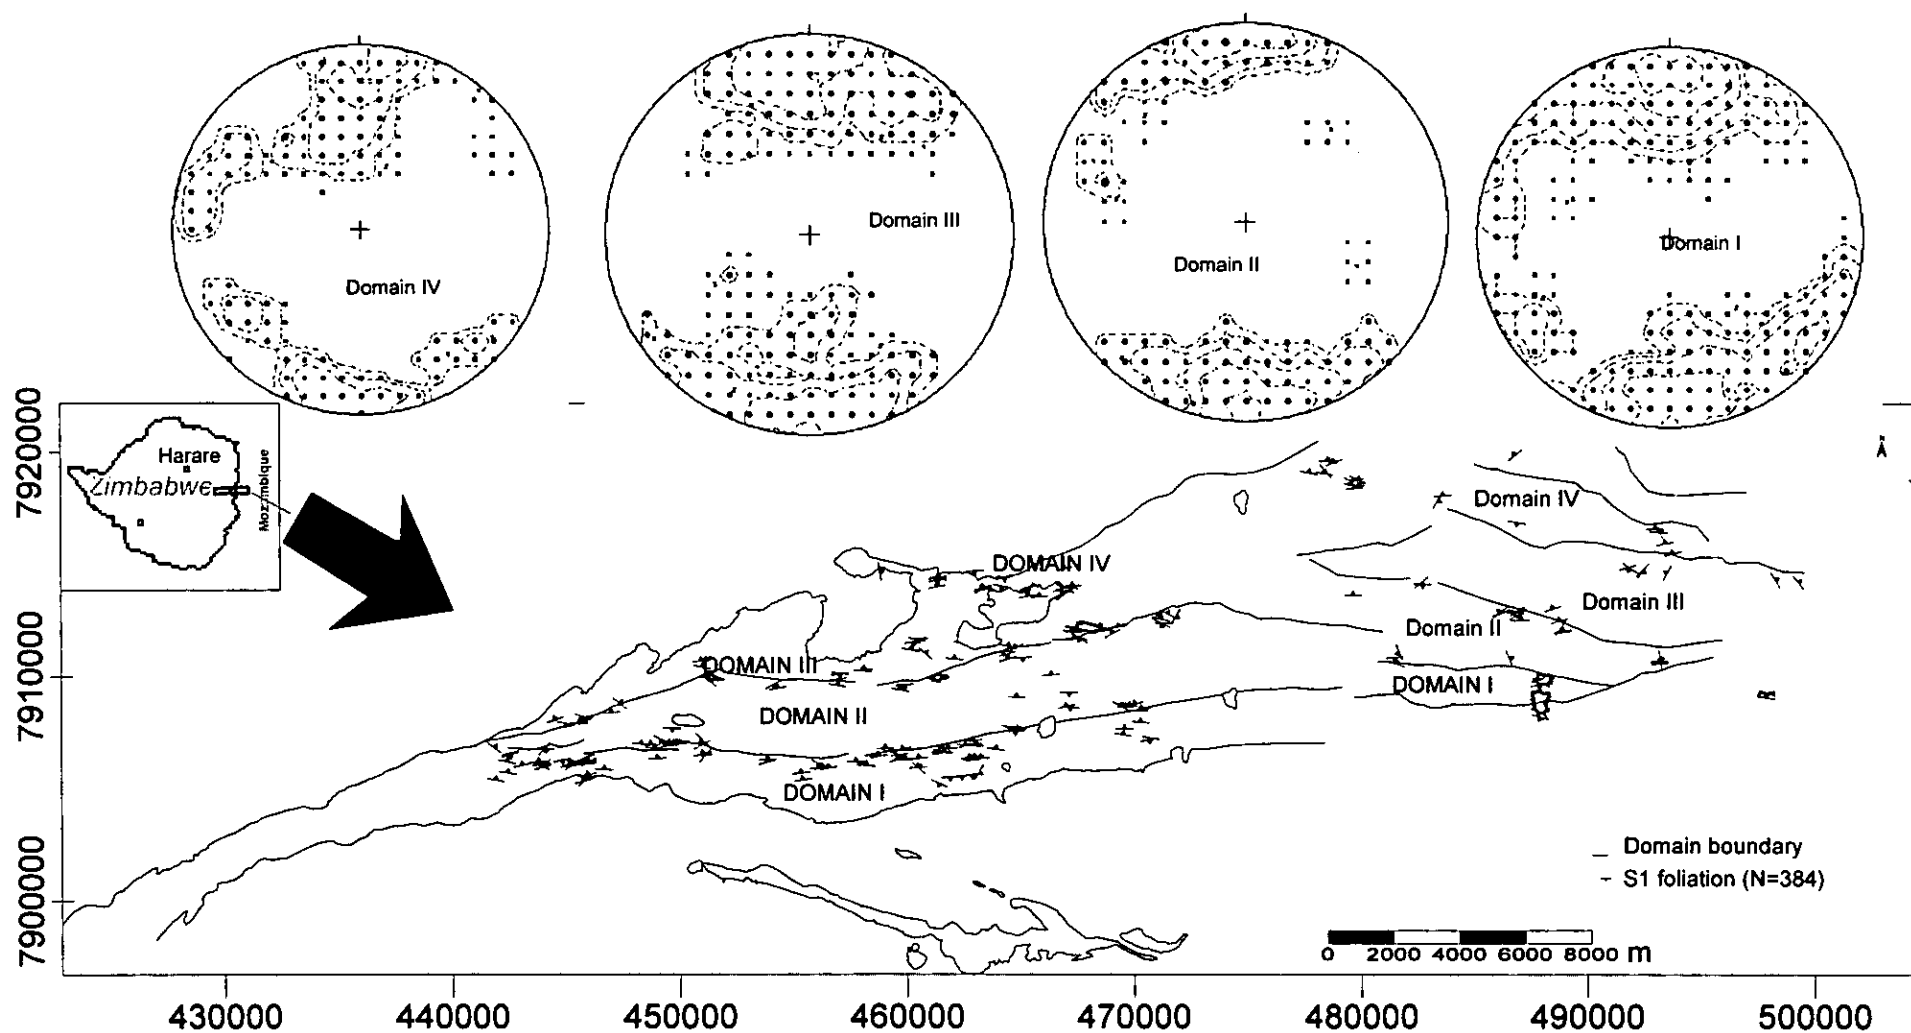 Domain IV
Domain III
Domain II
Domain I
Harare
Zimbabwe
Mozambique
7920000
7910000
7900000
Domain IV
DOMAIN IV
Domain III
Domain II
DOMAIN III
DOMAIN I
DOMAIN II
DOMAIN I
Domain boundary
S1 foliation (N=384)
0 2000 4000 6000 8000 m
430000 440000 450000 460000 470000 480000 490000 500000